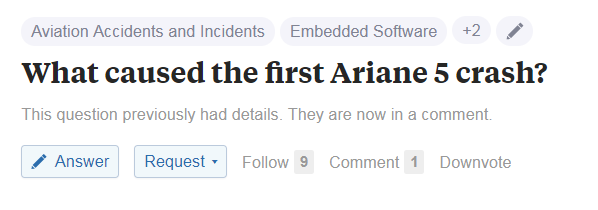 Aviation Accidents and Incidents Embedded Software +2
What caused the first Ariane 5 crash?
This question previously had details. They are now in a comment.
Answer Request Follow 9 Comment 1 Downvote